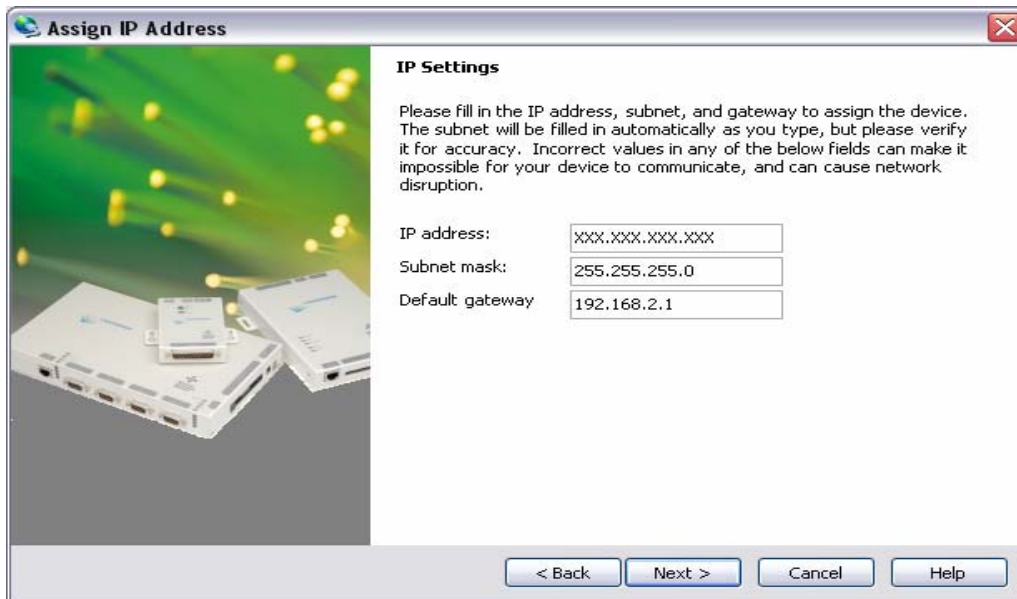 Assign IP Address
IP Settings
Please fill in the IP address, subnet, and gateway to assign the device.
The subnet will be filled in automatically as you type, but please verify
it for accuracy. Incorrect values in any of the below fields can make it
impossible for your device to communicate, and can cause network
disruption.
IP address: XXX.XXX.XXX.XXX
Subnet mask: 255.255.255.0
Default gateway 192.168.2.1
< Back Next > Cancel Help